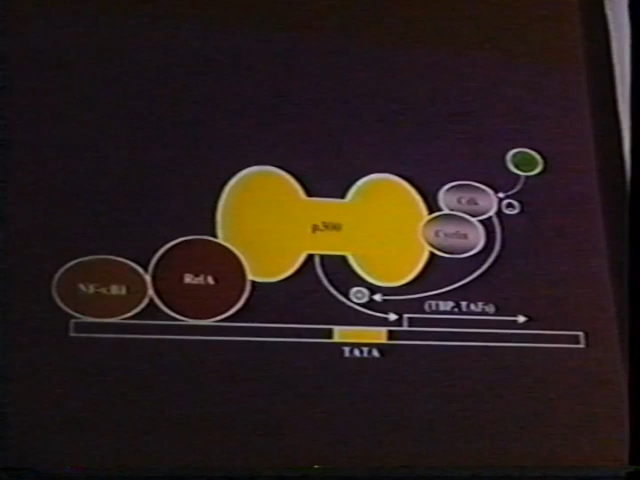 p300
Cdk
Cyclin
RelA
NF-κB1
(TBP, TAFs)
TATA